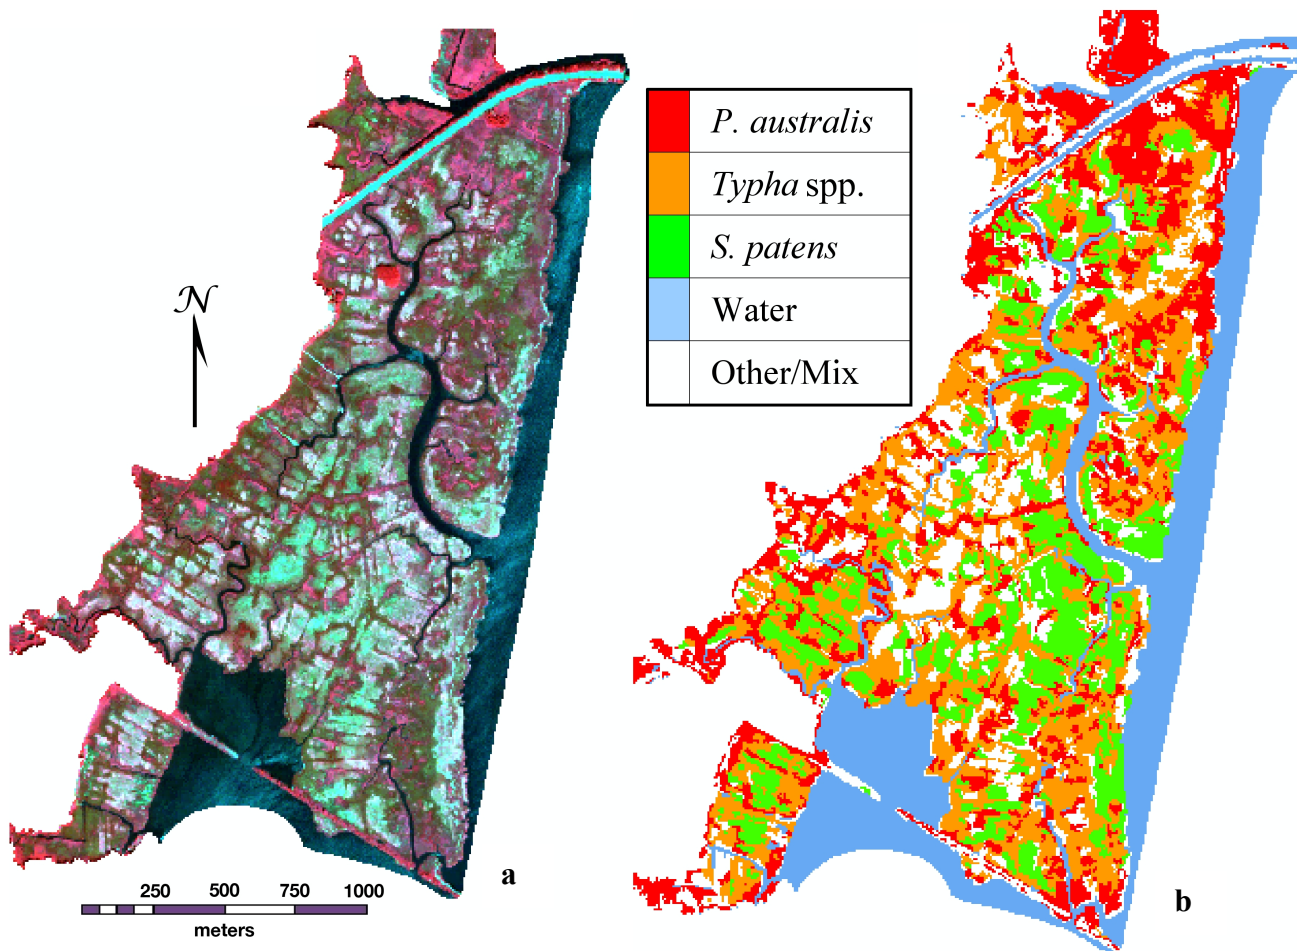 P. australis
Typha spp.
S. patens
Water
Other/Mix
N
a
250 500 750 1000
meters
b